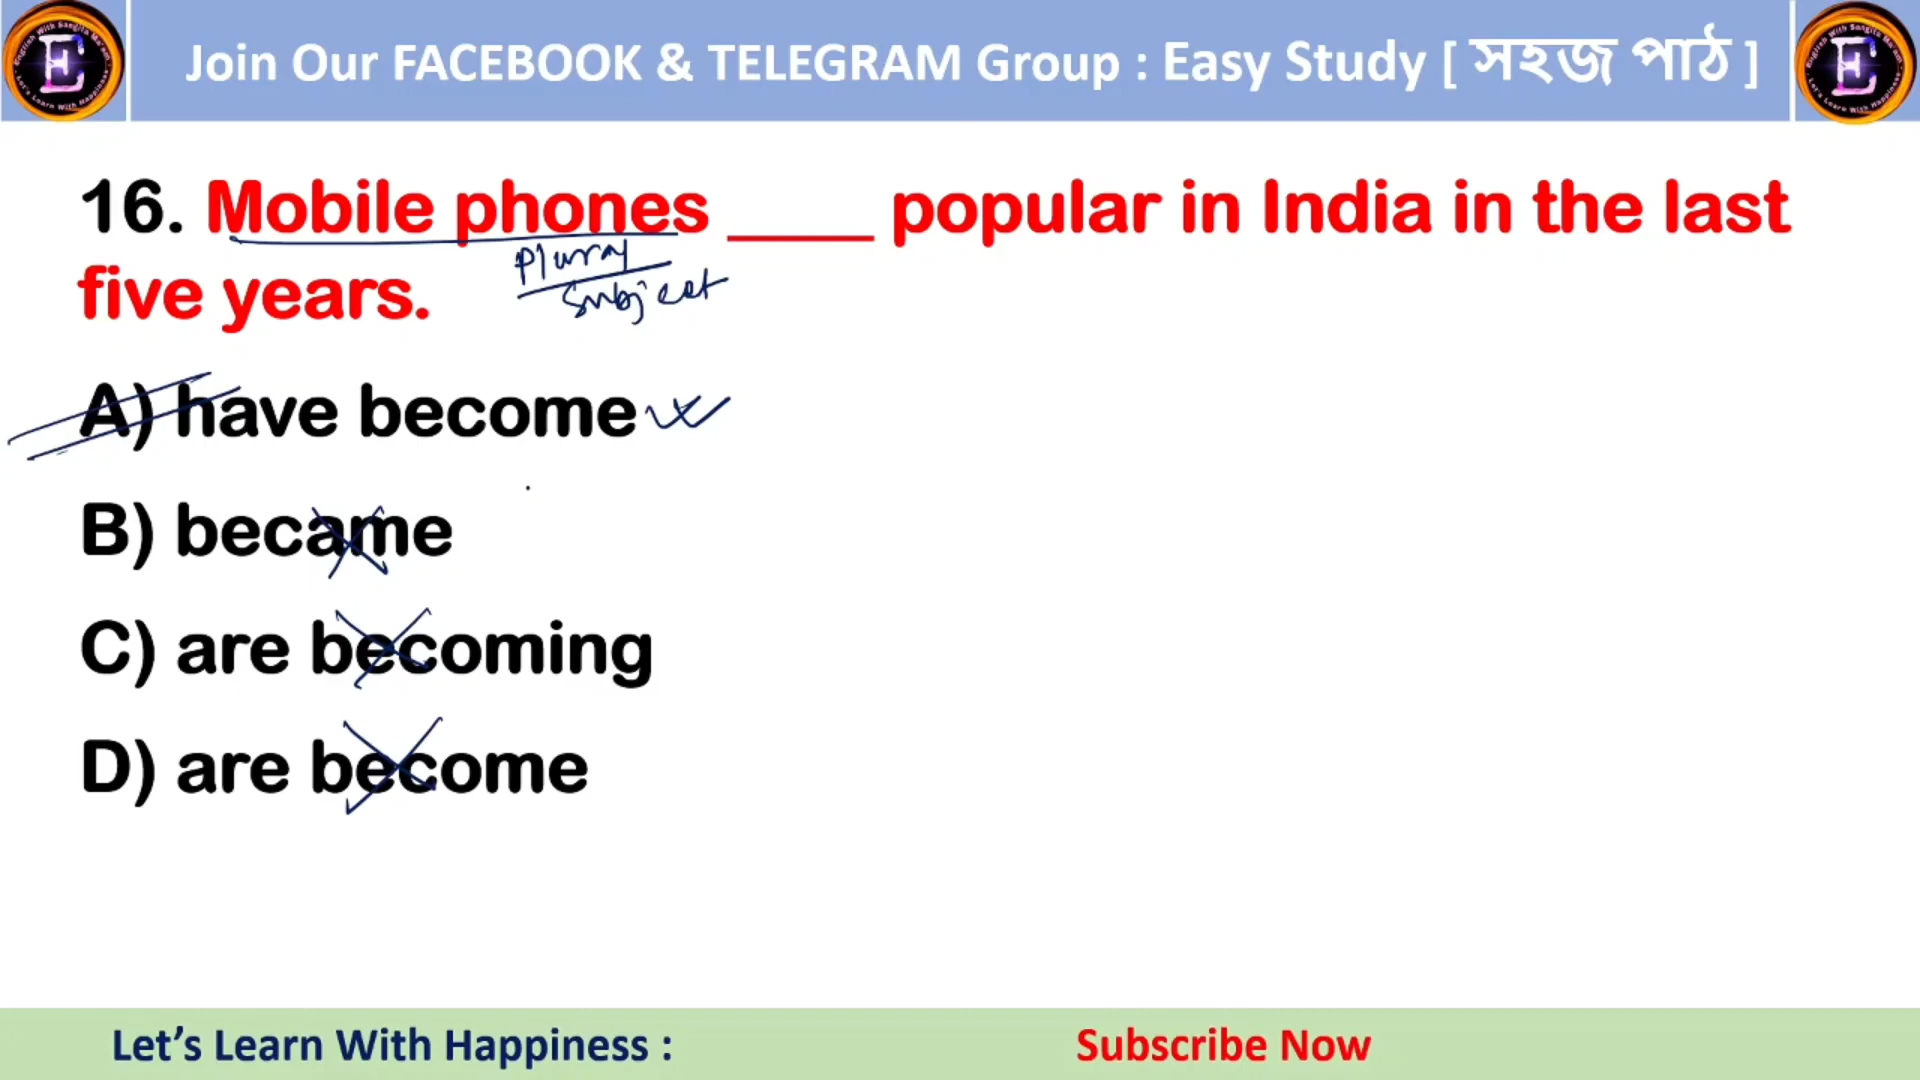 Join Our FACEBOOK & TELEGRAM Group : Easy Study [ সহজ পাঠ ]
16. Mobile phones ____ popular in India in the last
five years.
Plural
Subject
A) have become
B) became
C) are becoming
D) are become
Let's Learn With Happiness :
Subscribe Now